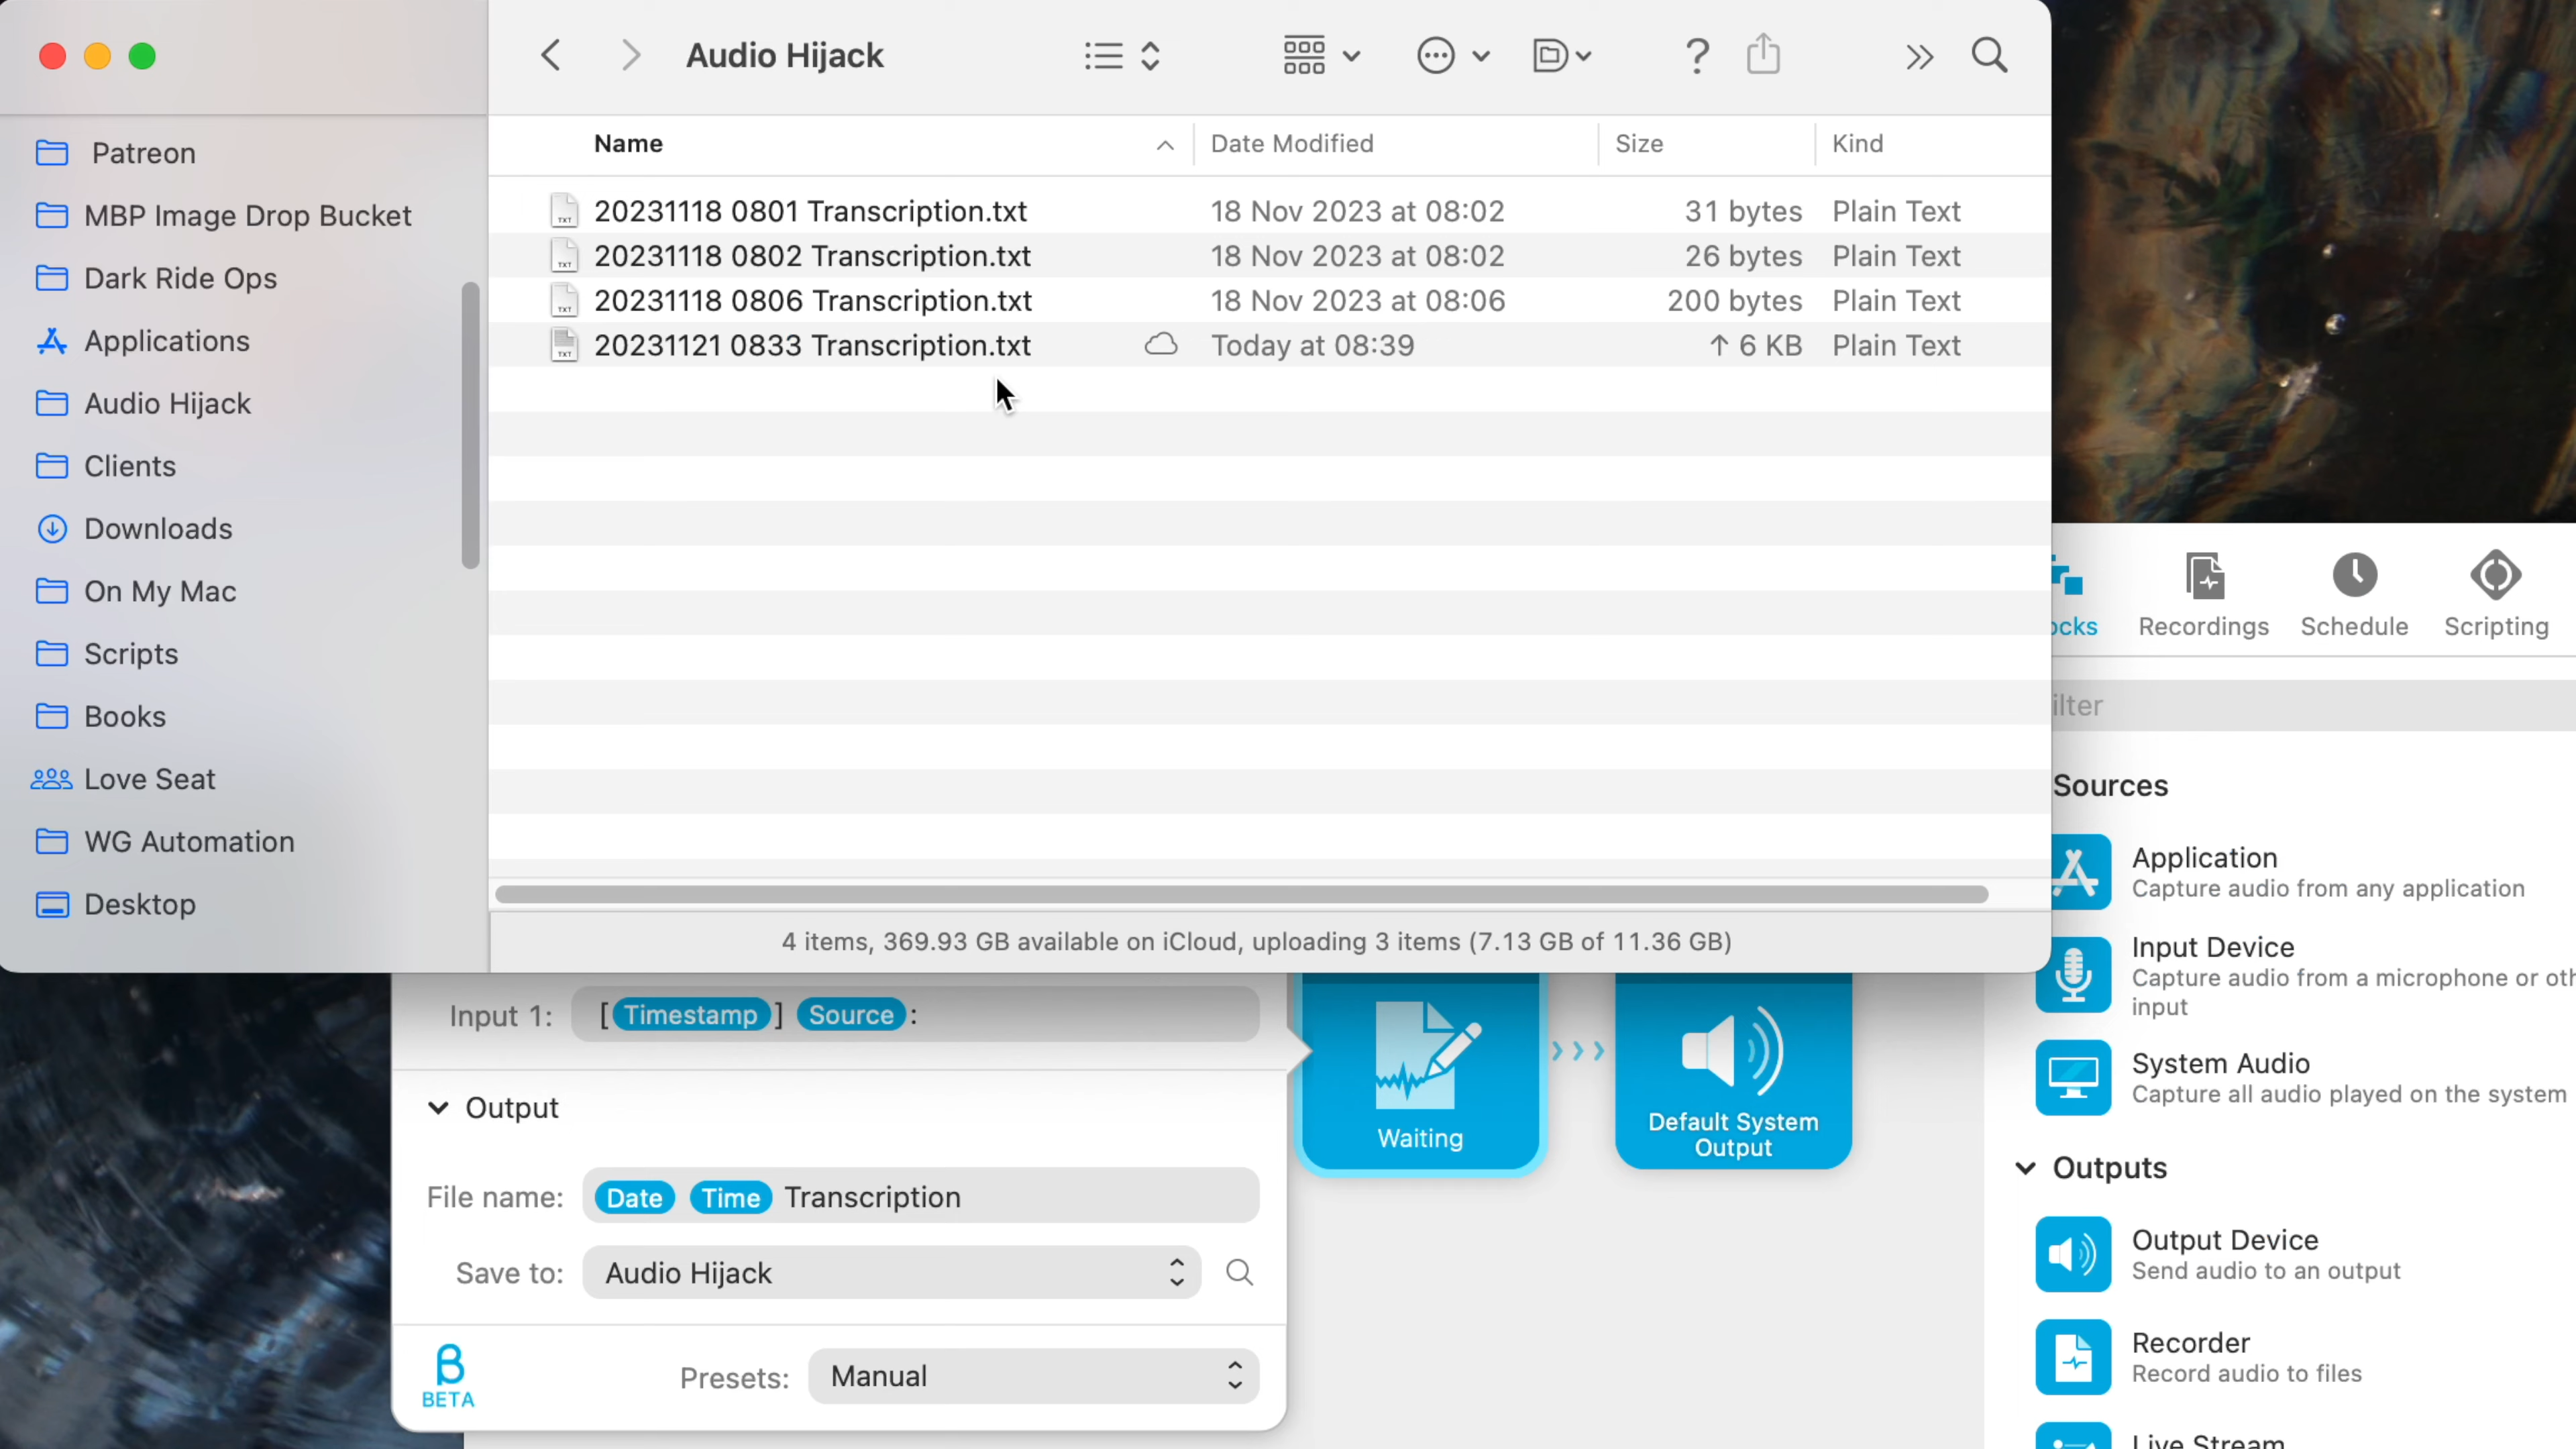 Audio Hijack
Name
Date Modified
Size
Kind
20231118 0801 Transcription.txt 18 Nov 2023 at 08:02 31 bytes Plain Text
20231118 0802 Transcription.txt 18 Nov 2023 at 08:02 26 bytes Plain Text
20231118 0806 Transcription.txt 18 Nov 2023 at 08:06 200 bytes Plain Text
20231121 0833 Transcription.txt Today at 08:39 ↑ 6 KB Plain Text
4 items, 369.93 GB available on iCloud, uploading 3 items (7.13 GB of 11.36 GB)
Patreon
MBP Image Drop Bucket
Dark Ride Ops
Applications
Audio Hijack
Clients
Downloads
On My Mac
Scripts
Books
Love Seat
WG Automation
Desktop
Input 1: [Timestamp] Source :
Output
File name: Date Time Transcription
Save to: Audio Hijack
BETA
Presets: Manual
Waiting
Default System
Output
ocks
Recordings
Schedule
Scripting
ilter
Sources
Application
Capture audio from any application
Input Device
Capture audio from a microphone or oth
input
System Audio
Capture all audio played on the system
Outputs
Output Device
Send audio to an output
Recorder
Record audio to files
Live Stream